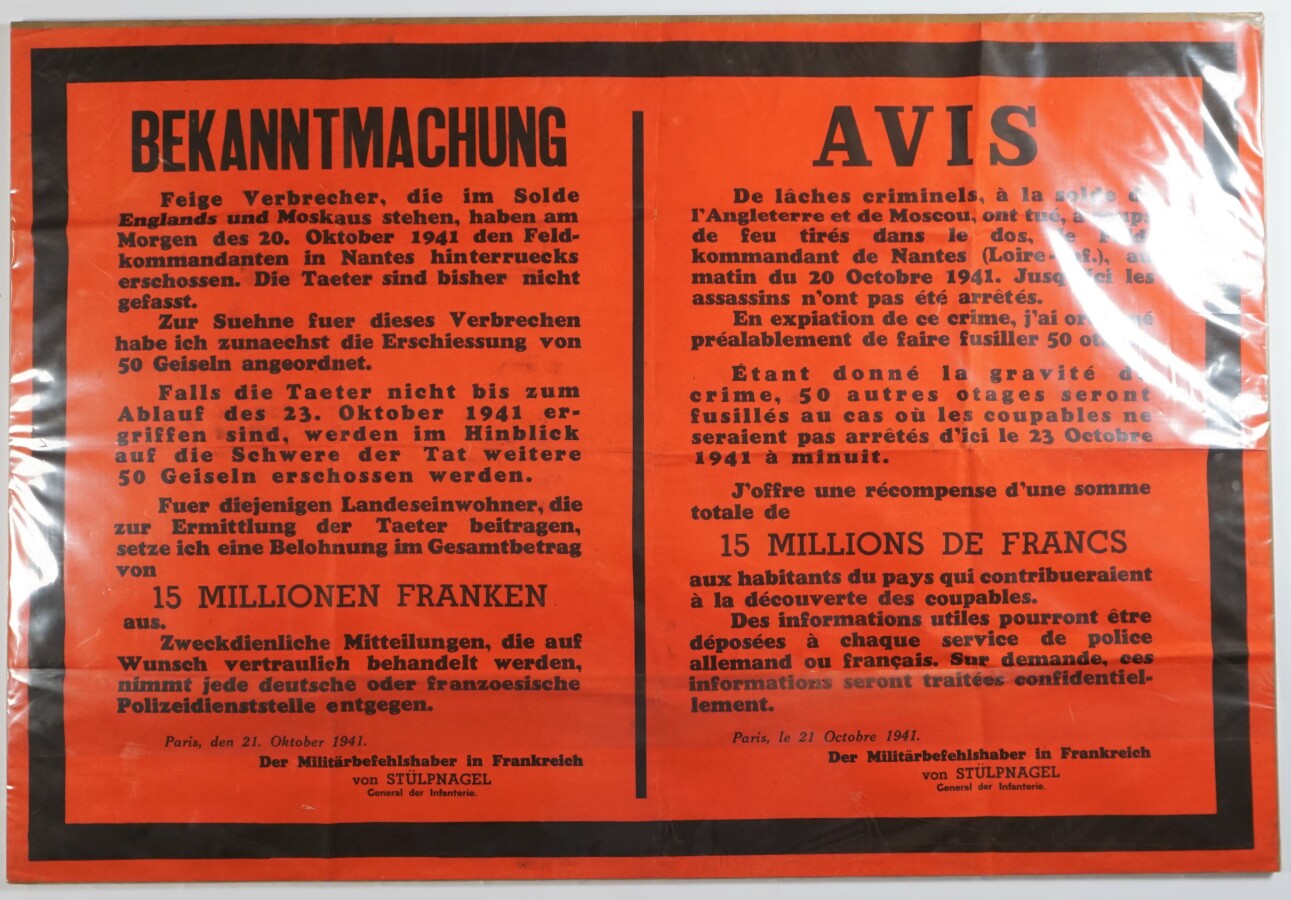 BEKANNTMACHUNG
Feige Verbrecher, die im Solde
Englands und Moskaus stehen, haben am
Morgen des 20. Oktober 1941 den Feld-
kommandanten in Nantes hinterruecks
erschossen. Die Taeter sind bisher nicht
gefasst.
Zur Suehne fuer dieses Verbrechen
habe ich zunaechst die Erschiessung von
50 Geiseln angeordnet.
Falls die Taeter nicht bis zum
Ablauf des 23. Oktober 1941 er-
griffen sind, werden im Hinblick
auf die Schwere der Tat weitere
50 Geiseln erschossen werden.
Fuer diejenigen Landeseinwohner, die
zur Ermittlung der Taeter beitragen,
setze ich eine Belohnung im Gesamtbetrag
von
15 MILLIONEN FRANKEN
aus.
Zweckdienliche Mitteilungen, die auf
Wunsch vertraulich behandelt werden,
nimmt jede deutsche oder franzoesische
Polizeidienststelle entgegen.
Paris, den 21. Oktober 1941.
Der Militärbefehlshaber in Frankreich
von STÜLPNAGEL
General der Infanterie.
AVIS
De lâches criminels, à la solde
l'Angleterre et de Moscou, ont tué, à
de feu tirés dans le dos,
kommandant de Nantes au
matin du 20 Octobre 1941. les
assassins n'ont pas été arrêtés.
En expiation de ce crime, j'ai
préalablement de faire fusiller 50
Étant donné la gravité
crime, 50 autres otages seront
fusillés au cas où les coupables ne
seraient pas arrêtés d'ici le 23 Octobre
1941 à minuit.
J'offre une récompense d'une somme
totale de
15 MILLIONS DE FRANCS
aux habitants du pays qui contribueraient
à la découverte des coupables.
Des informations utiles pourront être
déposées à chaque service de police
allemand ou français. Sur demande, ces
informations seront traitées confidentiel-
lement.
Paris, le 21 Octobre 1941.
Der Militärbefehlshaber in Frankreich
von STÜLPNAGEL
General der Infanterie.